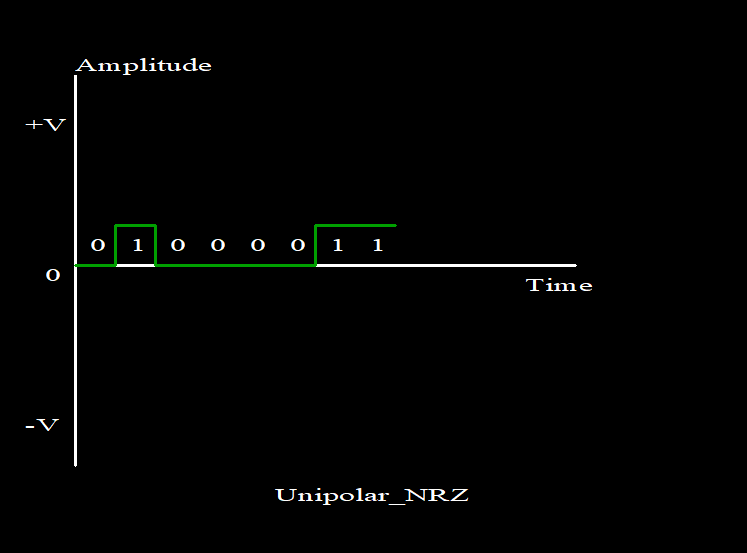 Amplitude
+V
0 1 0 0 0 0 1 1
0
Time
-V
Unipolar_NRZ